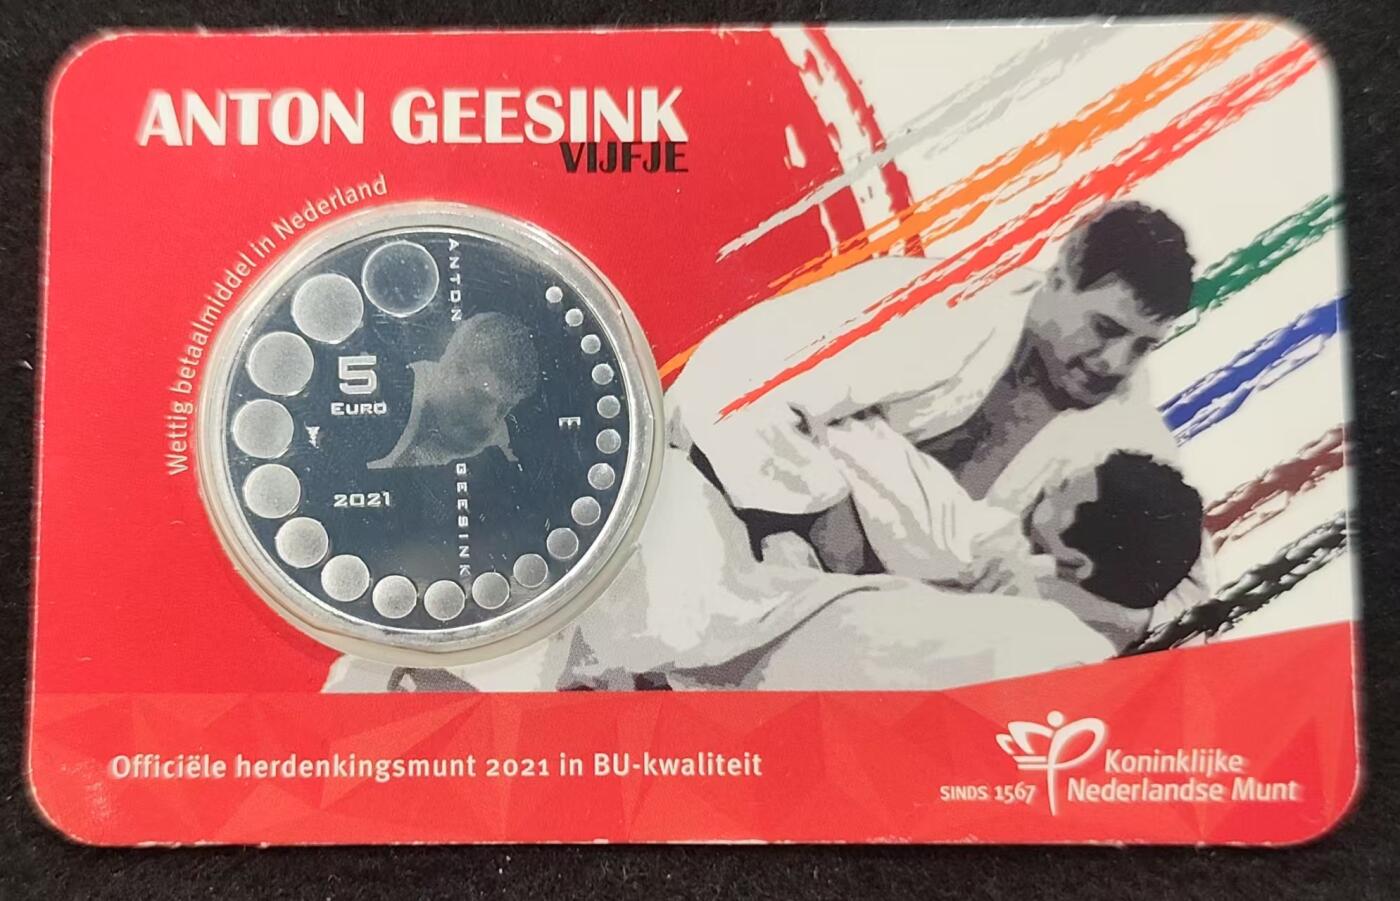 ANTON GEESINK
VIJFJE
Wettig betaalmiddel in Nederland
ANTON
5
EURO
E
2021
GEESINK
Officiële herdenkingsmunt 2021 in BU-kwaliteit
SINDS 1567
Koninklijke
Nederlandse Munt